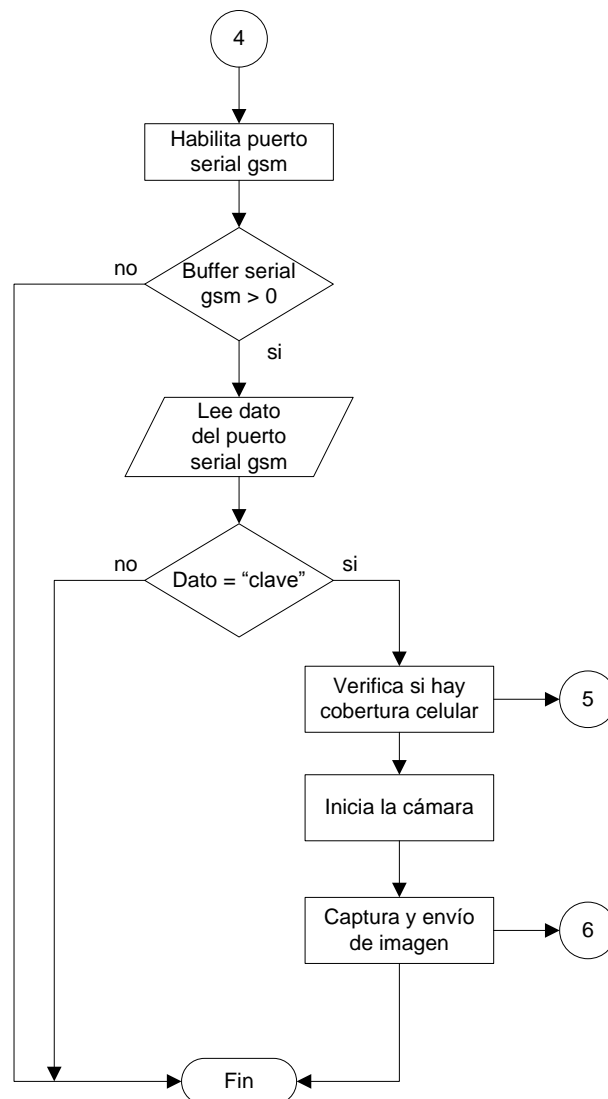 4
Habilita puerto
serial gsm
no
Buffer serial
gsm > 0
si
Lee dato
del puerto
serial gsm
no
Dato = “clave”
si
Verifica si hay
cobertura celular
5
Inicia la cámara
Captura y envío
de imagen
6
Fin